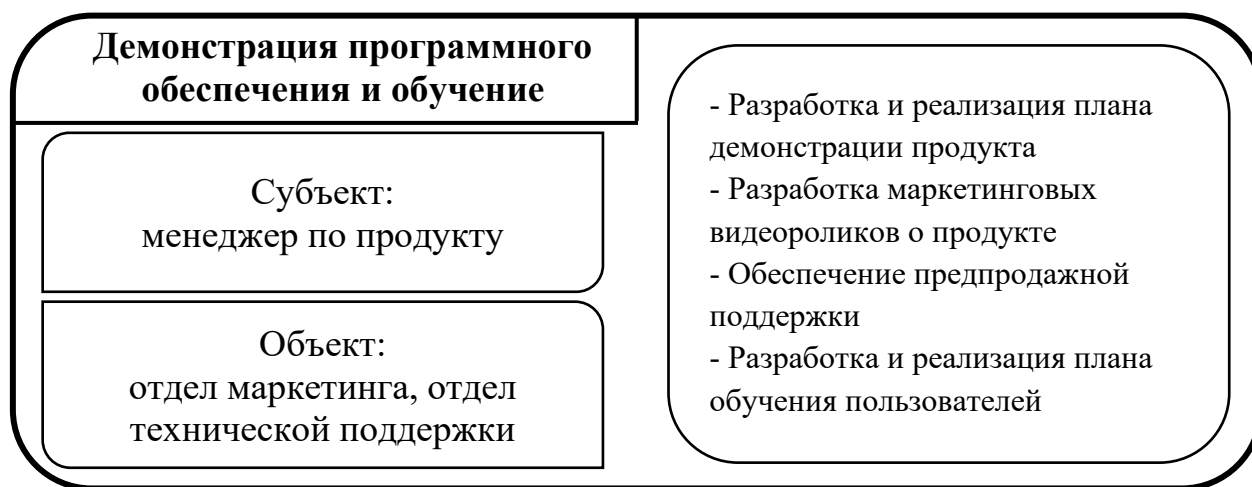 Демонстрация программного
обеспечения и обучение
Субъект:
менеджер по продукту
Объект:
отдел маркетинга, отдел
технической поддержки
- Разработка и реализация плана
демонстрации продукта
- Разработка маркетинговых
видеороликов о продукте
- Обеспечение предпродажной
поддержки
- Разработка и реализация плана
обучения пользователей